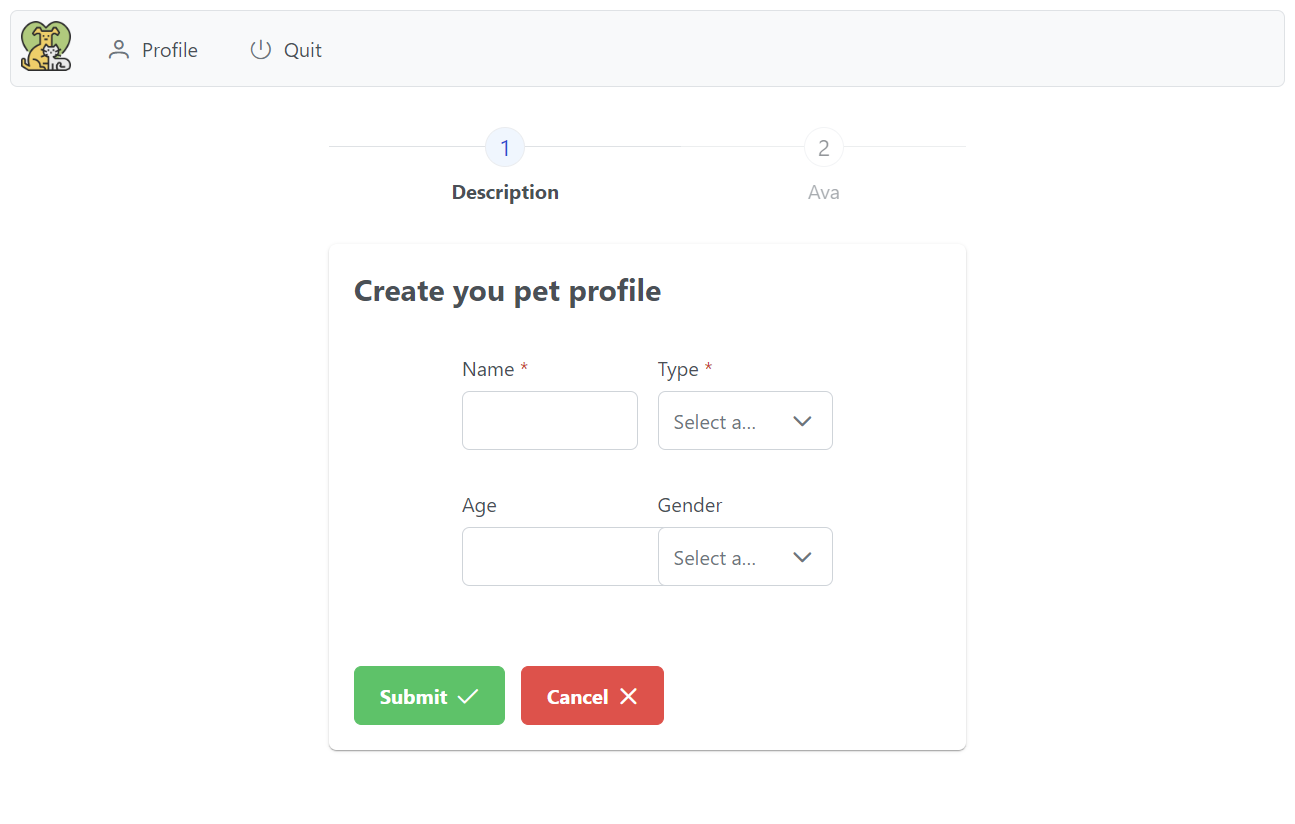 Profile
Quit
1
2
Description
Ava
Create you pet profile
Name *
Type *
Select a...
Age
Gender
Select a...
Submit
Cancel